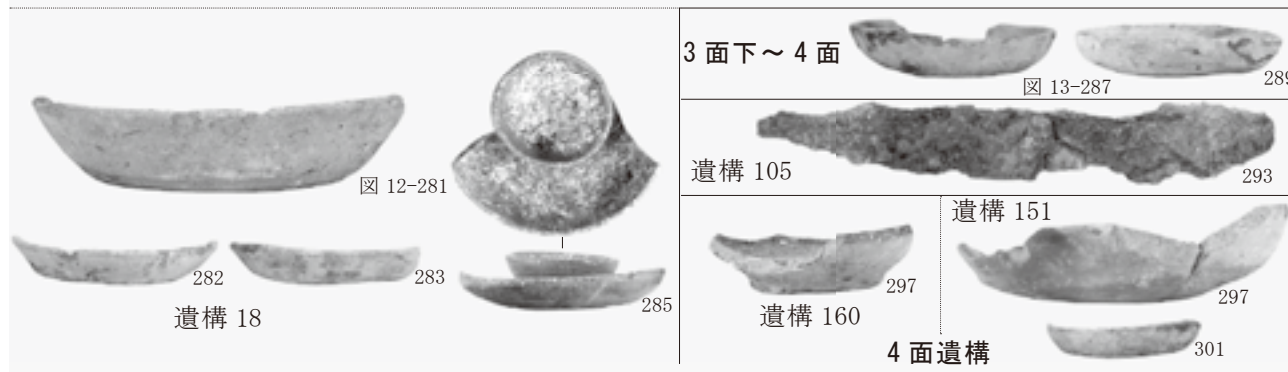 図 12-281
282
283
285
遺構 18
3 面下～ 4 面
図 13-287
289
遺構 105
293
297
遺構 160
遺構 151
297
301
4 面遺構